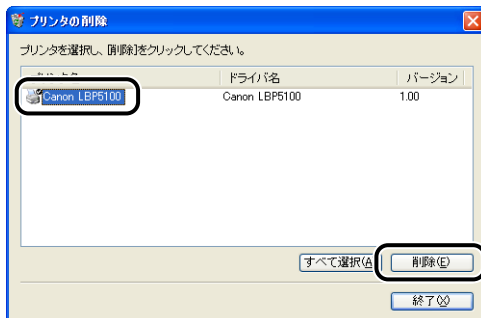 プリンタの削除
プリンタを選択し、[削除]をクリックしてください。
ドライバ名 バージョン
Canon LBP5100 Canon LBP5100 1.00
すべて選択(A) 削除(E)
終了(X)